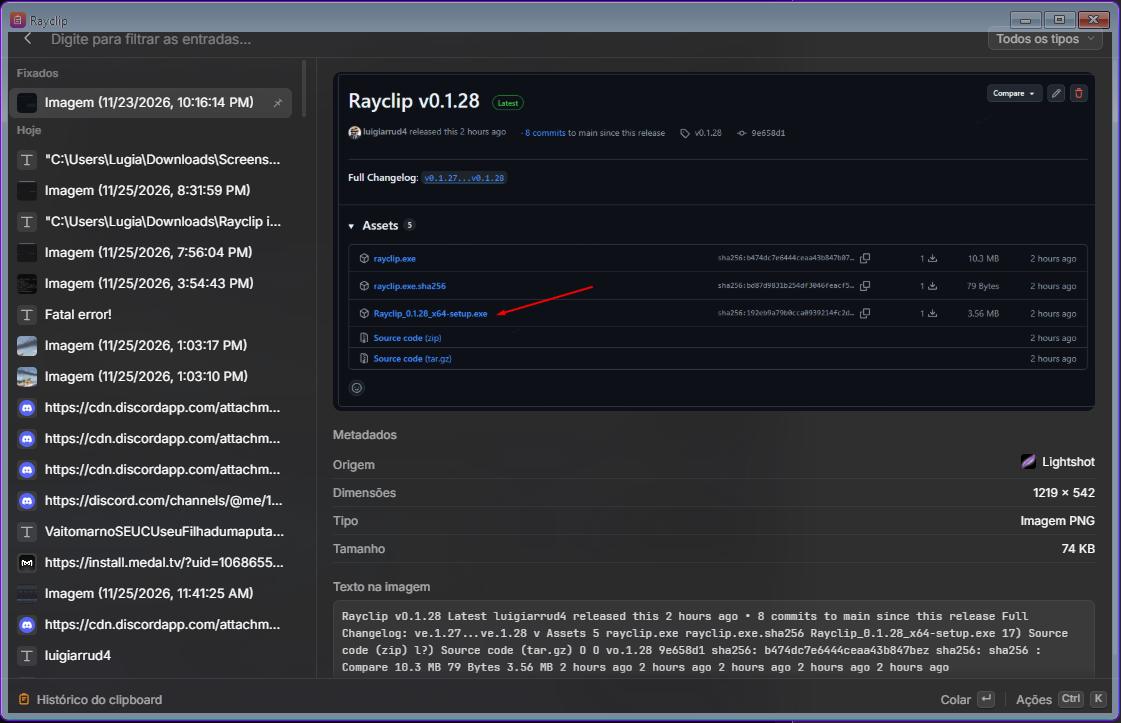 Rayclip
Digite para filtrar as entradas...
Todos os tipos
Fixados
Imagem (11/23/2026, 10:16:14 PM)
Hoje
"C:\Users\Lugia\Downloads\Screens...
Imagem (11/25/2026, 8:31:59 PM)
"C:\Users\Lugia\Downloads\Rayclip i...
Imagem (11/25/2026, 7:56:04 PM)
Imagem (11/25/2026, 3:54:43 PM)
Fatal error!
Imagem (11/25/2026, 1:03:17 PM)
Imagem (11/25/2026, 1:03:10 PM)
https://cdn.discordapp.com/attachm...
https://cdn.discordapp.com/attachm...
https://cdn.discordapp.com/attachm...
https://discord.com/channels/@me/1...
VaitomarnoSEUCUseuFilhadumaputa...
https://install.medal.tv/?uid=1068655...
Imagem (11/25/2026, 11:41:25 AM)
https://cdn.discordapp.com/attachm...
luigiarrud4
Rayclip v0.1.28 Latest
Compare
luigiarrud4 released this 2 hours ago · 8 commits to main since this release v0.1.28 9e658d1
Full Changelog: v0.1.27...v0.1.28
Assets 5
rayclip.exe sha256:b474dc7e6444ceaa43b847b07... 1 10.3 MB 2 hours ago
rayclip.exe.sha256 sha256:bd87d9831b254df3046feacf5... 1 79 Bytes 2 hours ago
Rayclip_0.1.28_x64-setup.exe sha256:192eb9a79b0cca0939214fc2d... 1 3.56 MB 2 hours ago
Source code (zip) 2 hours ago
Source code (tar.gz) 2 hours ago
Metadados
Origem Lightshot
Dimensões 1219 × 542
Tipo Imagem PNG
Tamanho 74 KB
Texto na imagem
Rayclip v0.1.28 Latest luigiarrud4 released this 2 hours ago • 8 commits to main since this release Full
Changelog: ve.1.27...ve.1.28 v Assets 5 rayclip.exe rayclip.exe.sha256 Rayclip_0.1.28_x64-setup.exe 17) Source
code (zip) l?) Source code (tar.gz) O O vo.1.28 9e658d1 sha256: b474dc7e6444ceaa43b847bez sha256: sha256 :
Compare 10.3 MB 79 Bytes 3.56 MB 2 hours ago 2 hours ago 2 hours ago 2 hours ago 2 hours ago
Histórico do clipboard
Colar Ações Ctrl K